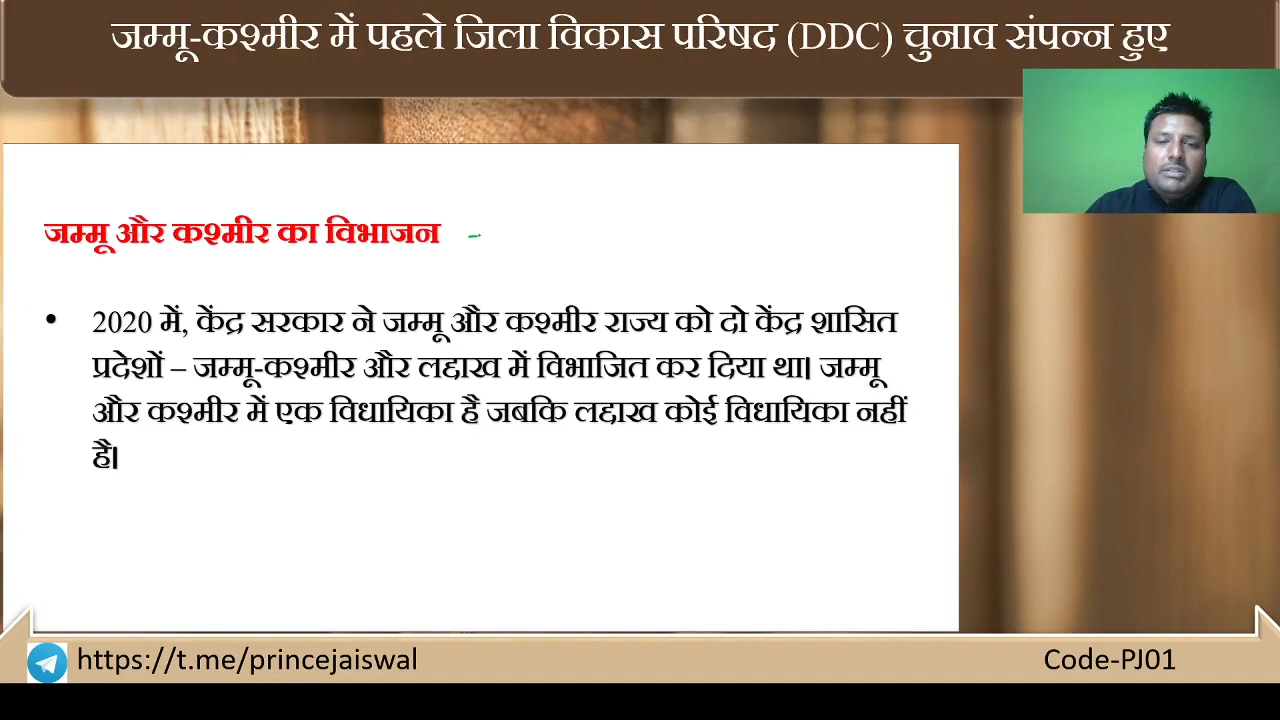 जम्मू-कश्मीर में पहले जिला विकास परिषद (DDC) चुनाव संपन्न हुए
जम्मू और कश्मीर का विभाजन
• 2020 में, केंद्र सरकार ने जम्मू और कश्मीर राज्य को दो केंद्र शासित
प्रदेशों – जम्मू-कश्मीर और लद्दाख में विभाजित कर दिया था। जम्मू
और कश्मीर में एक विधायिका है जबकि लद्दाख कोई विधायिका नहीं
है।
https://t.me/princejaiswal
Code-PJ01